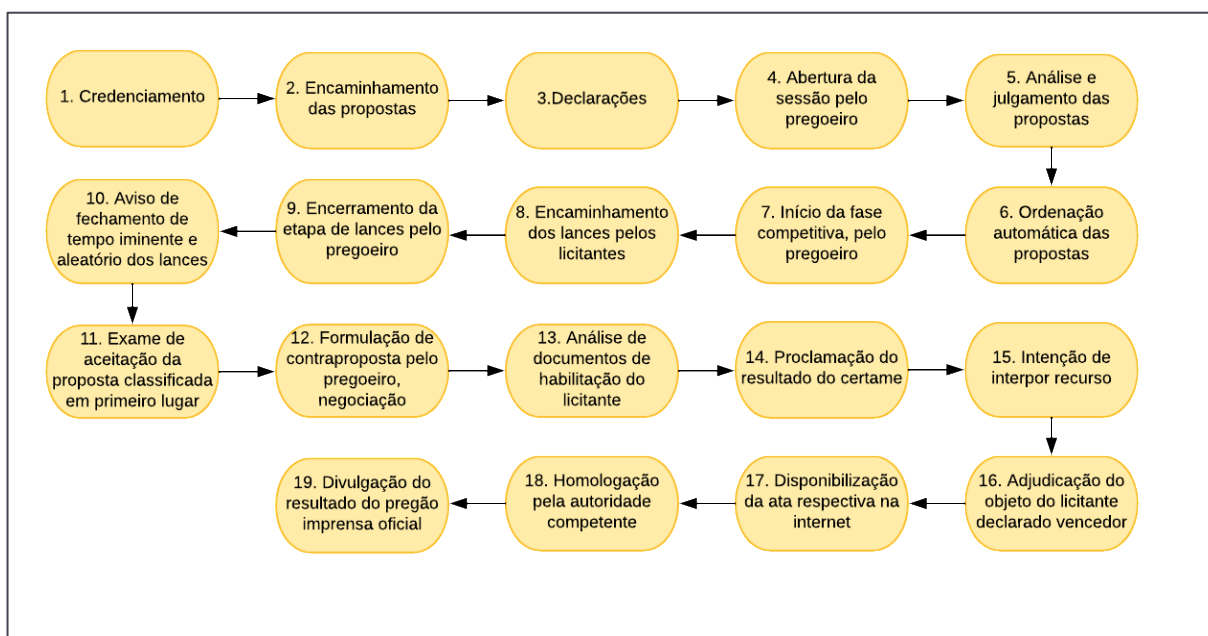 1. Credenciamento
2. Encaminhamento
das propostas
3.Declarações
4. Abertura da
sessão pelo
pregoeiro
5. Análise e
julgamento das
propostas
6. Ordenação
automática das
propostas
7. Início da fase
competitiva, pelo
pregoeiro
8. Encaminhamento
dos lances pelos
licitantes
9. Encerramento da
etapa de lances pelo
pregoeiro
10. Aviso de
fechamento de
tempo iminente e
aleatório dos lances
11. Exame de
aceitação da
proposta classificada
em primeiro lugar
12. Formulação de
contraproposta pelo
pregoeiro,
negociação
13. Análise de
documentos de
habilitação do
licitante
14. Proclamação do
resultado do certame
15. Intenção de
interpor recurso
16. Adjudicação do
objeto do licitante
declarado vencedor
17. Disponibilização
da ata respectiva na
internet
18. Homologação
pela autoridade
competente
19. Divulgação do
resultado do pregão
imprensa oficial